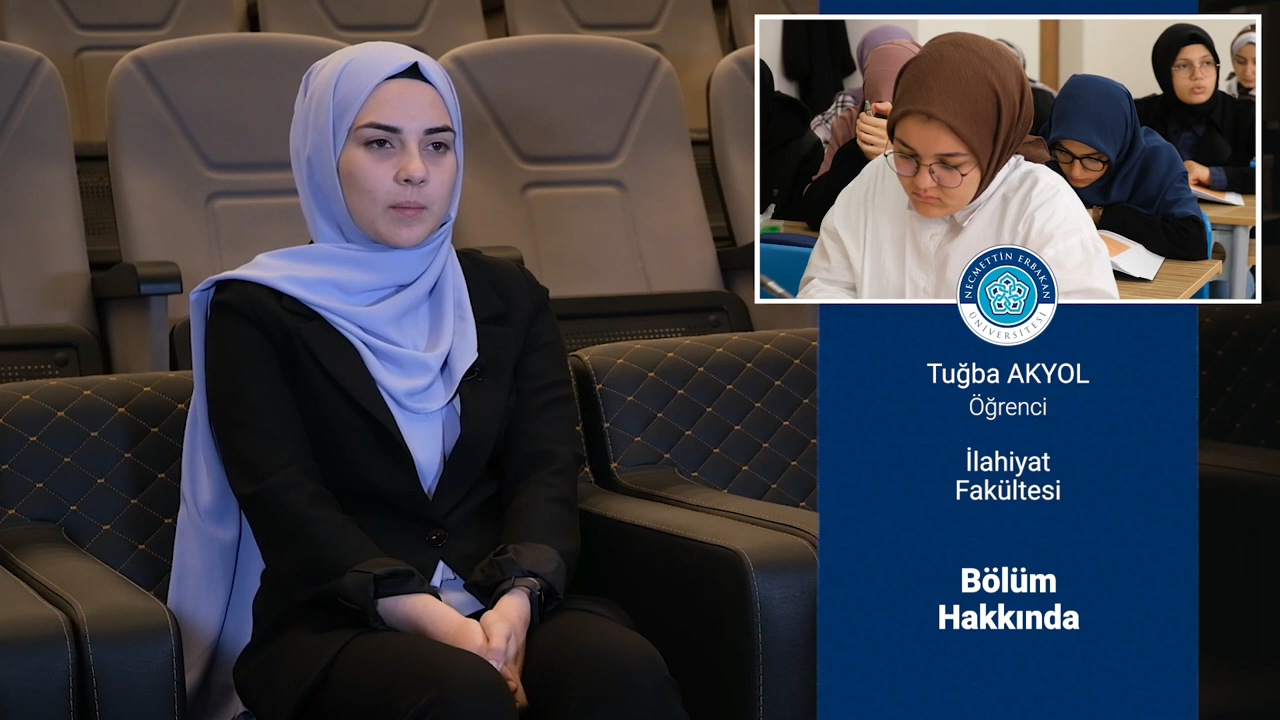 NECMETTİN ERBAKAN
ÜNİVERSİTESİ
Tuğba AKYOL
Öğrenci
İlahiyat
Fakültesi
Bölüm
Hakkında